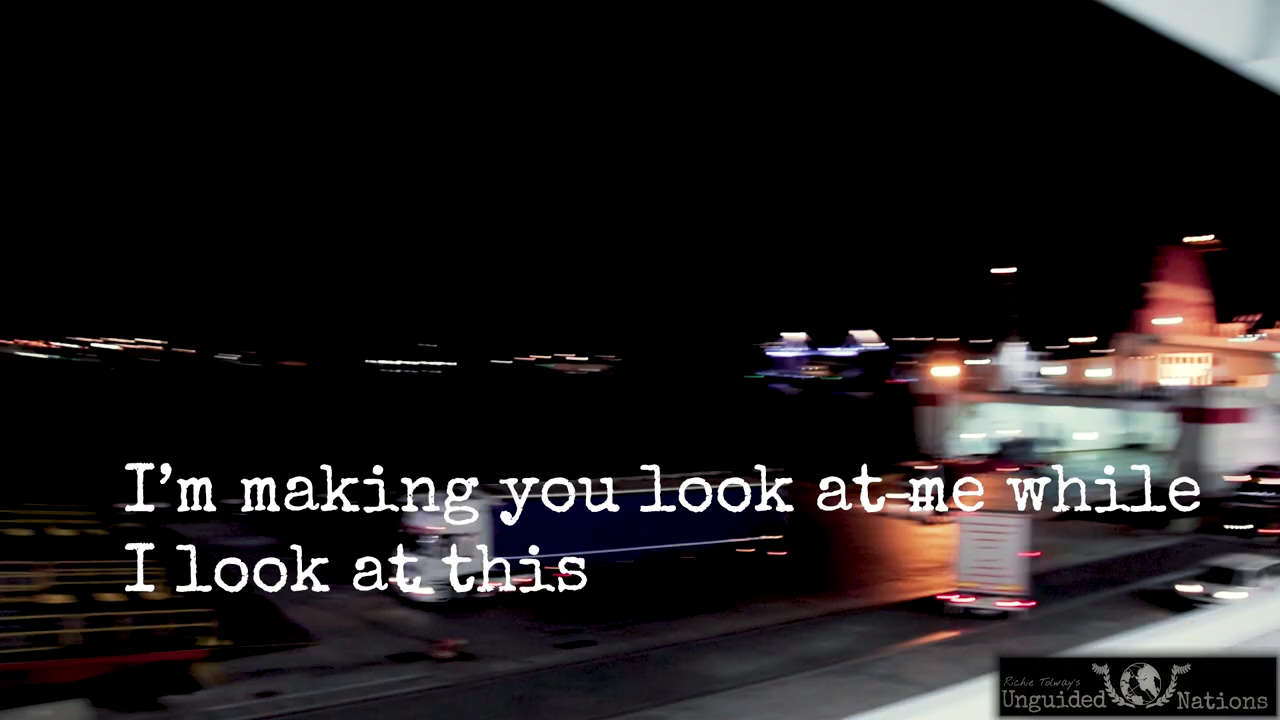 I’m making you look at me while
I look at this
Richie Tolway's
Unguided Nations